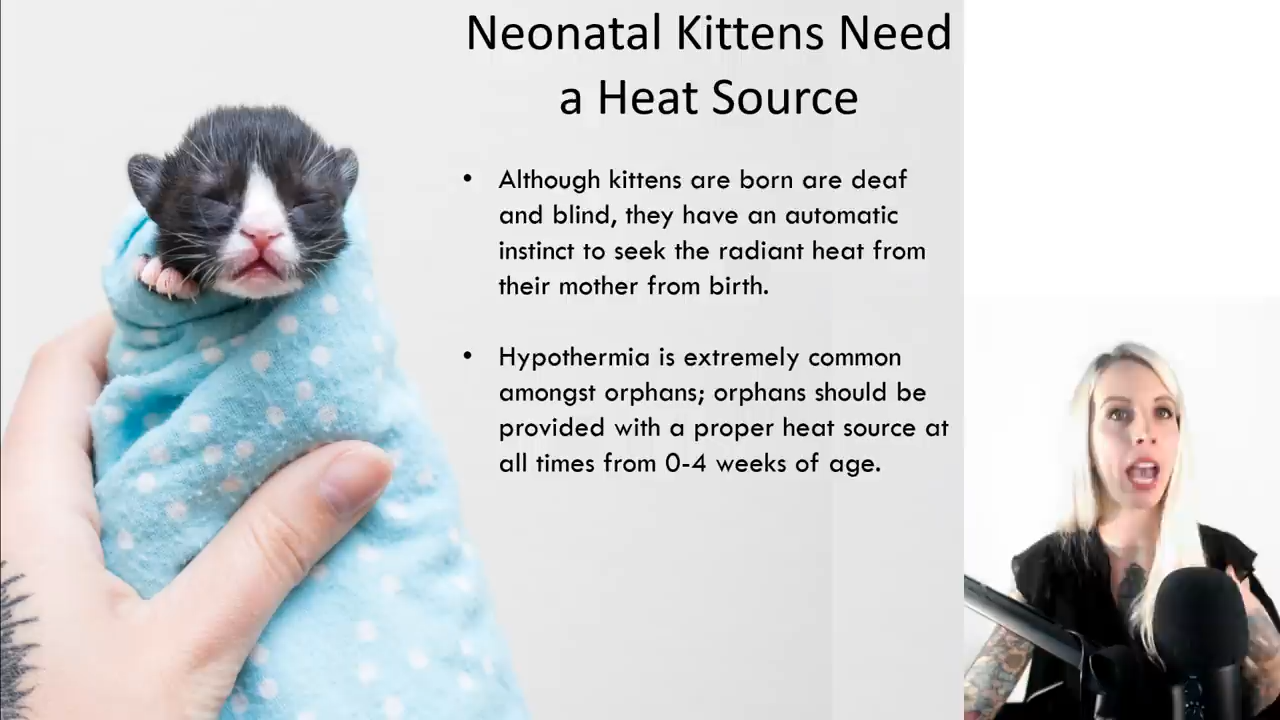 Neonatal Kittens Need
a Heat Source
• Although kittens are born are deaf
and blind, they have an automatic
instinct to seek the radiant heat from
their mother from birth.
• Hypothermia is extremely common
amongst orphans; orphans should be
provided with a proper heat source at
all times from 0-4 weeks of age.